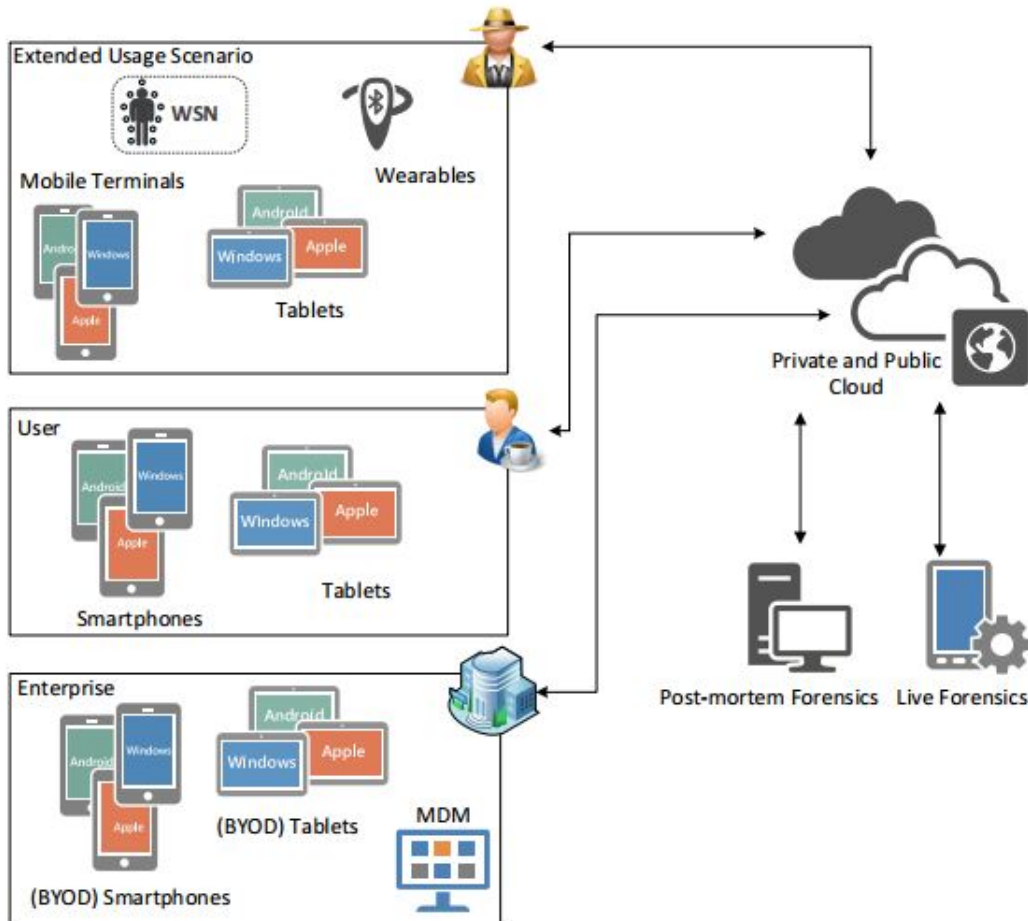 Extended Usage Scenario
WSN
Wearables
Mobile Terminals
Android
Windows
Apple
Android
Apple
Windows
Tablets
Private and Public
Cloud
User
Android
Windows
Apple
Smartphones
Android
Apple
Windows
Tablets
Post-mortem Forensics
Live Forensics
Enterprise
Android
Windows
Apple
(BYOD) Smartphones
Android
Apple
Windows
(BYOD) Tablets
MDM